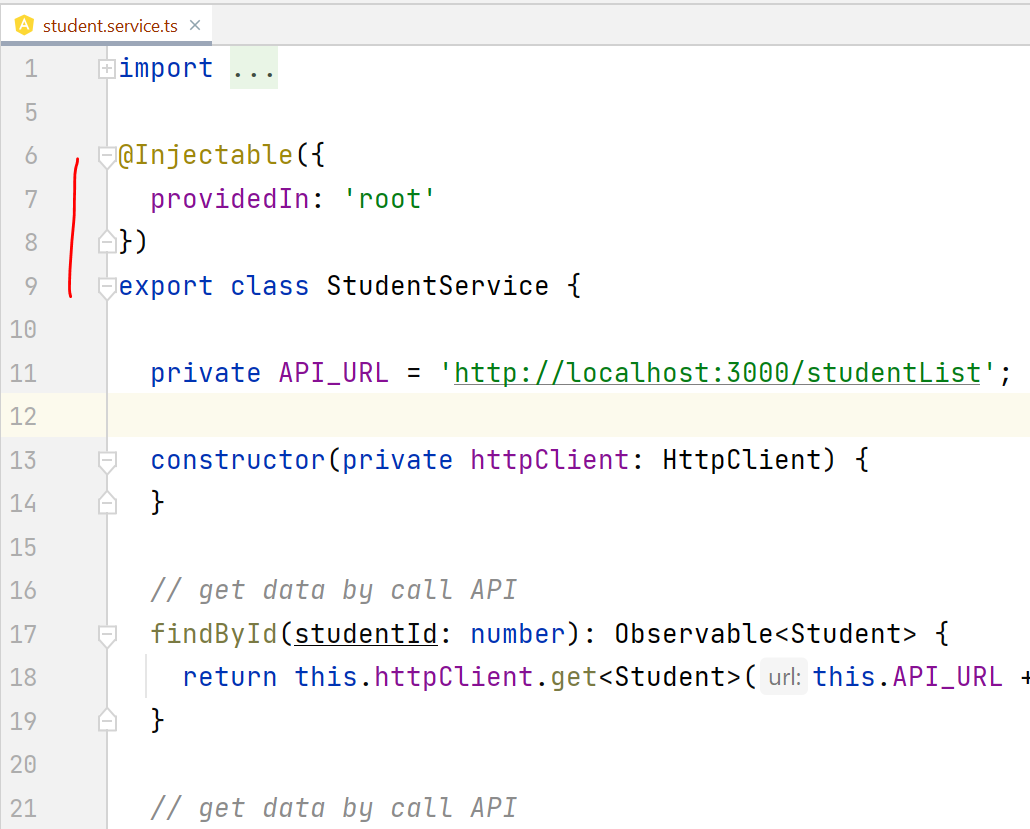 student.service.ts
1 import ...
5
6 @Injectable({
7 providedIn: 'root'
8 })
9 export class StudentService {
10
11 private API_URL = 'http://localhost:3000/studentList';
12
13 constructor(private httpClient: HttpClient) {
14 }
15
16 // get data by call API
17 findById(studentId: number): Observable<Student> {
18 return this.httpClient.get<Student>( url: this.API_URL +
19 }
20
21 // get data by call API